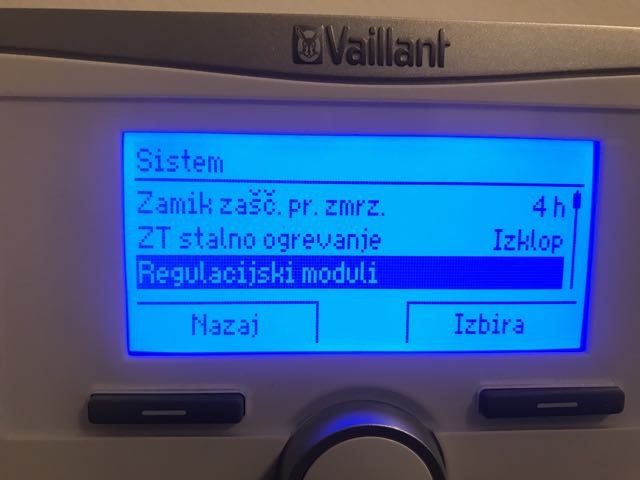 Vaillant
Sistem
Zamik zašč. pr. zmrz. 4 h
ZT stalno ogrevanje Izklop
Regulacijski moduli
Nazaj Izbira